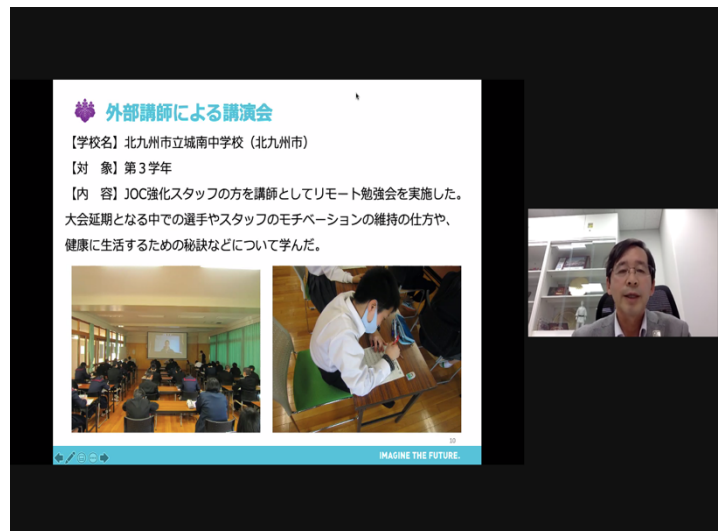 外部講師による講演会
【学校名】北九州市立城南中学校（北九州市）
【対　象】第３学年
【内　容】JOC強化スタッフの方を講師としてリモート勉強会を実施した。
大会延期となる中での選手やスタッフのモチベーションの維持の仕方や、
健康に生活するための秘訣などについて学んだ。
10
IMAGINE THE FUTURE.